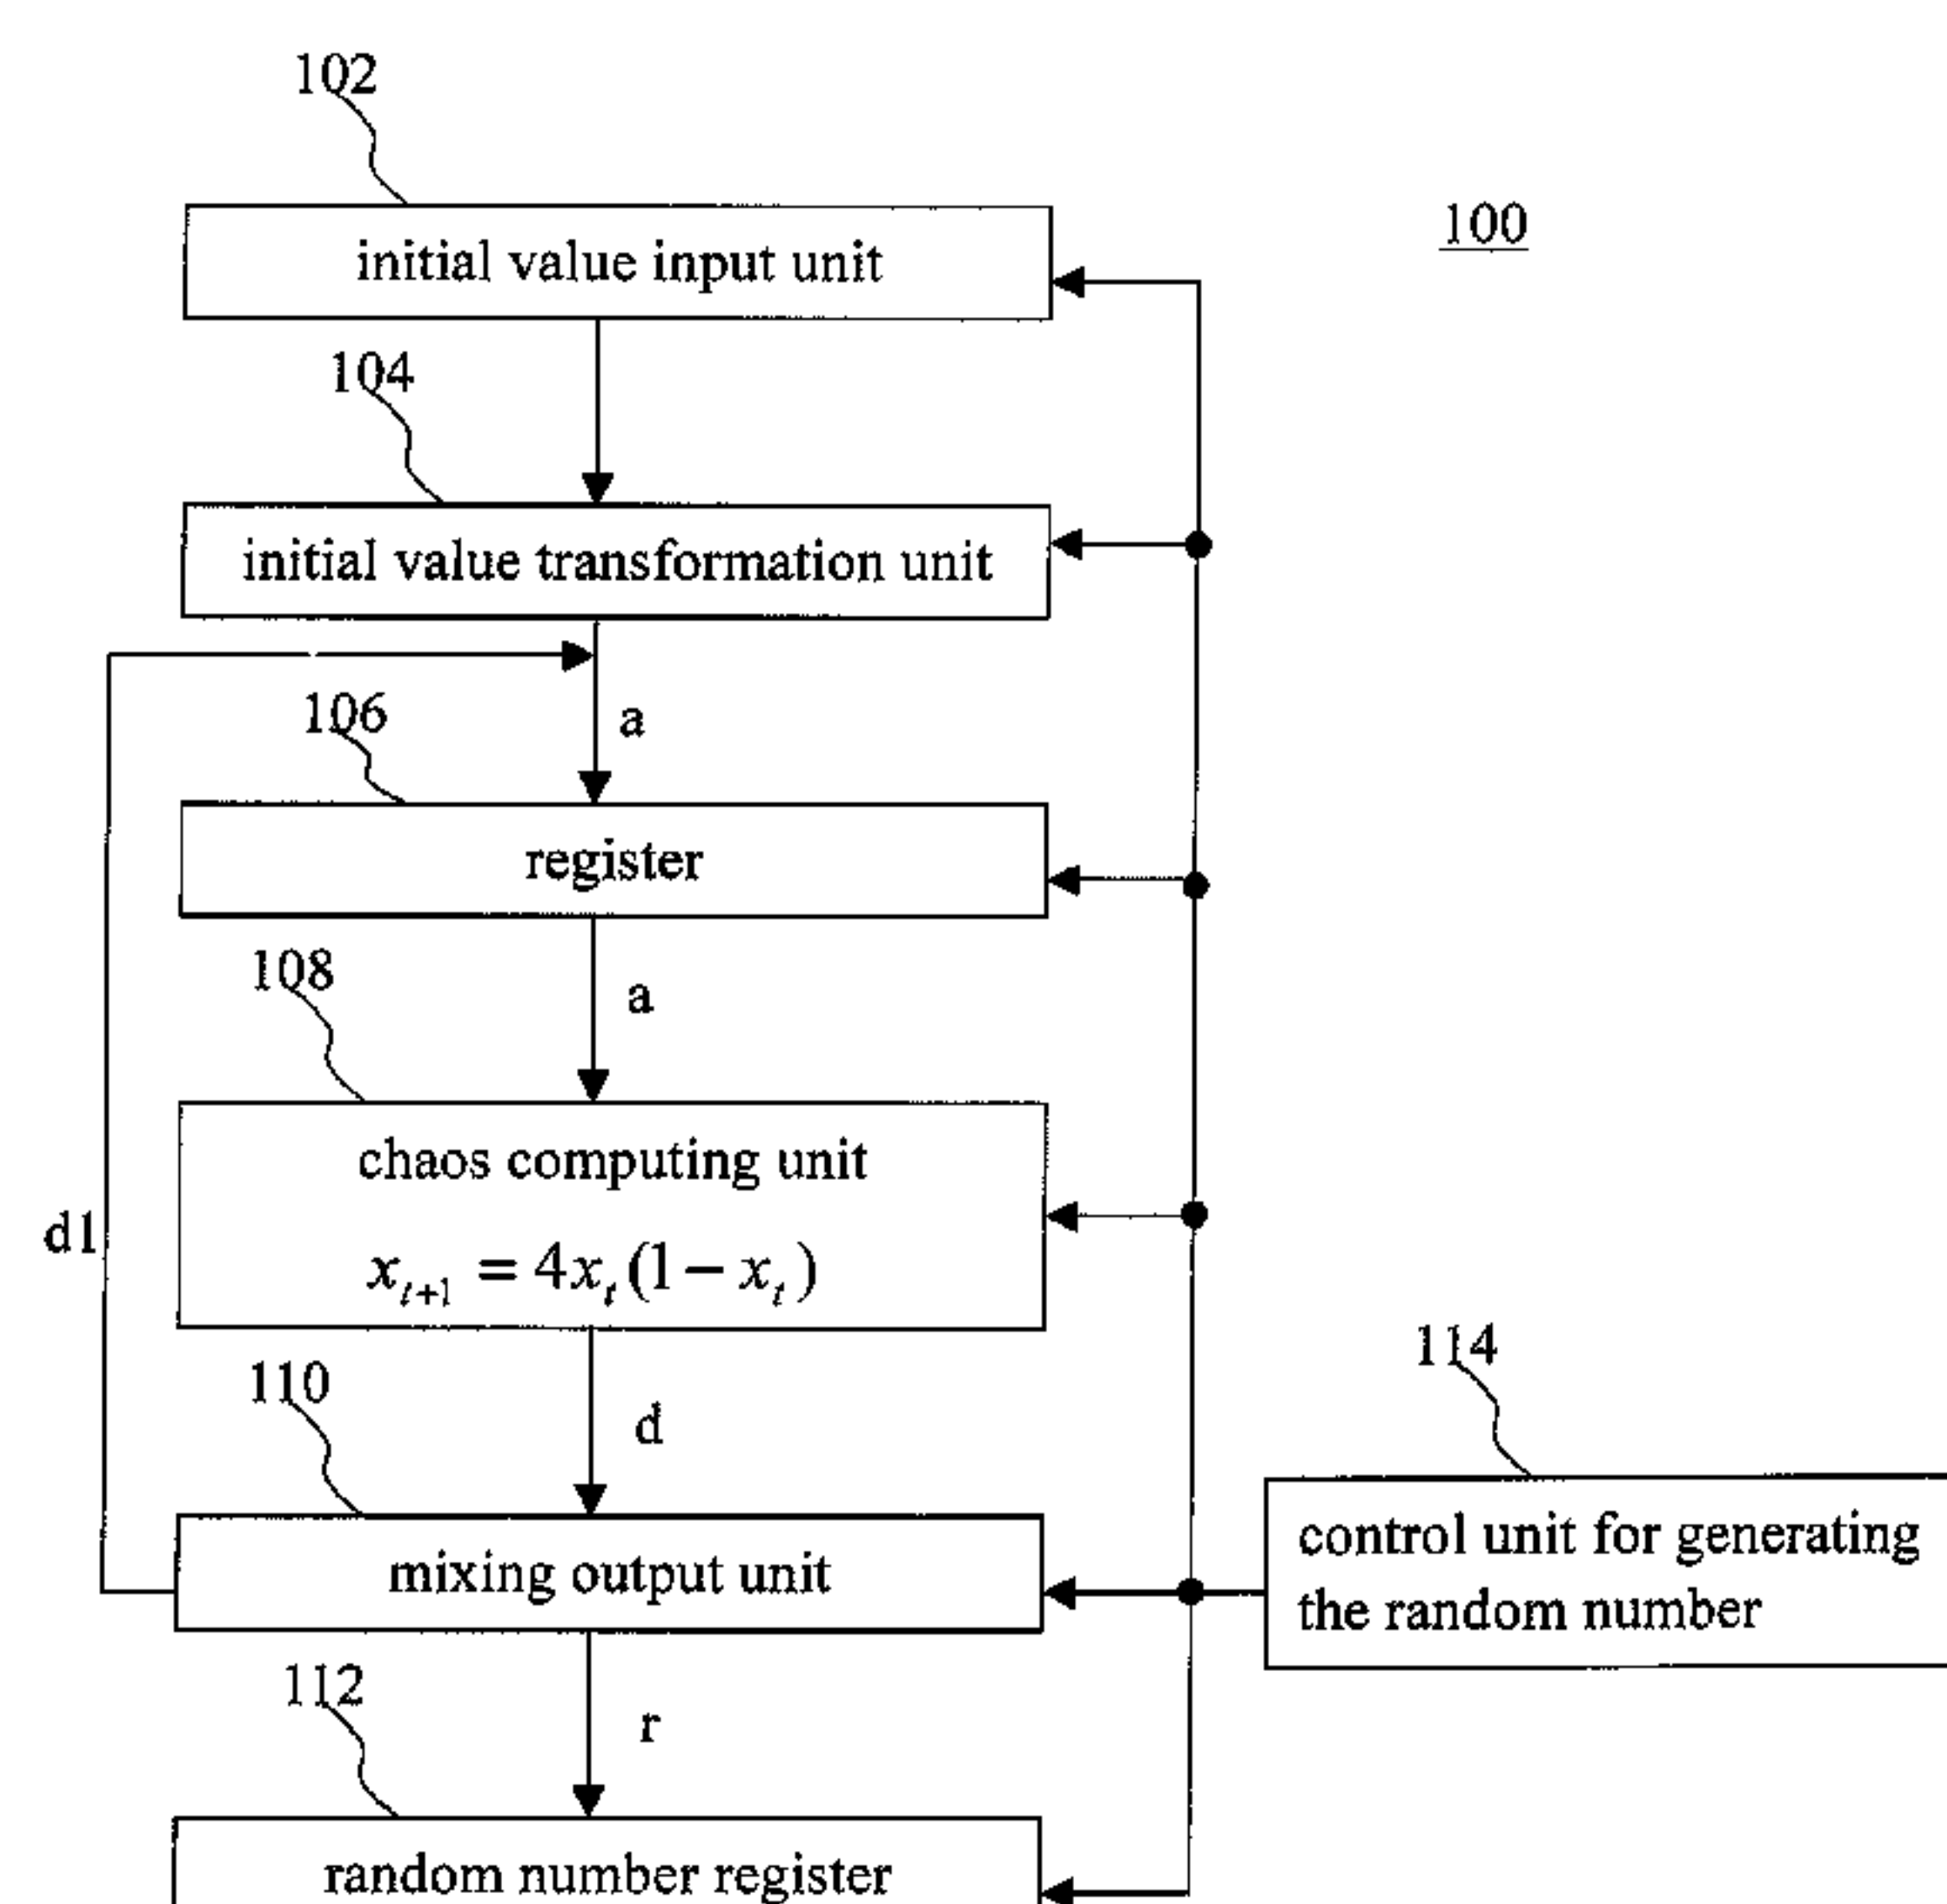 102
100
initial value input unit
104
initial value transformation unit
106
a
register
108
a
chaos computing unit
d1
x_{t+1} = 4x_t(1 − x_t)
114
110
d
control unit for generating
the random number
mixing output unit
112
r
random number register